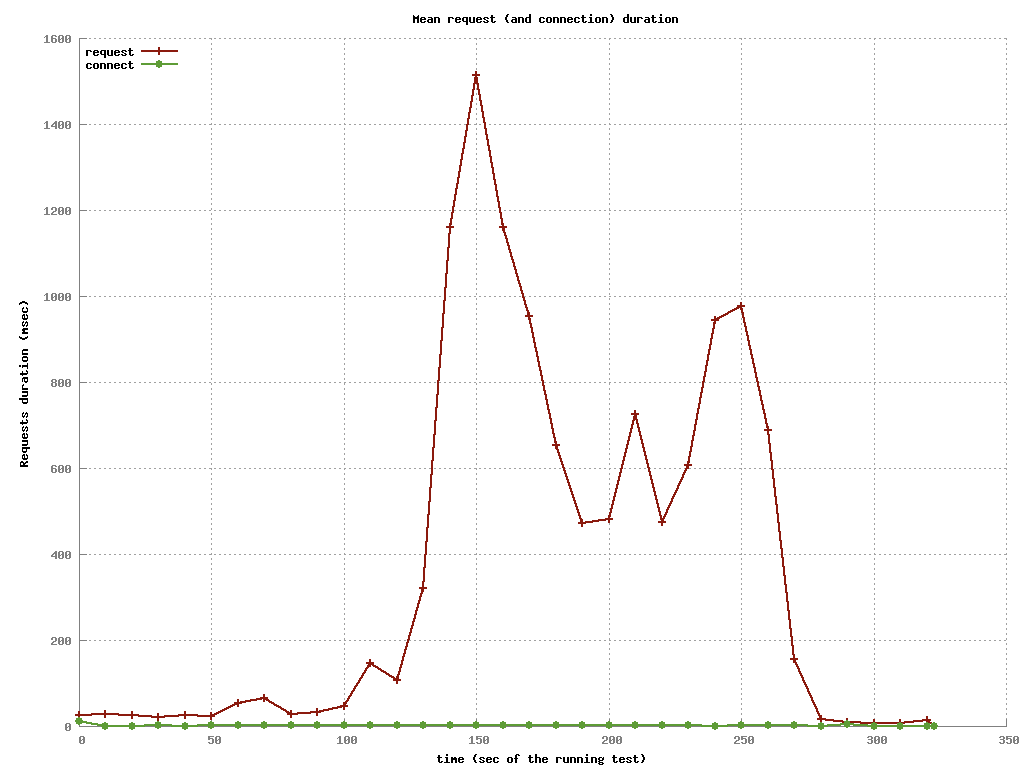 Mean request (and connection) duration
1600
request
connect
1400
1200
1000
800
600
400
200
0
Requests duration (msec)
0 50 100 150 200 250 300 350
time (sec of the running test)